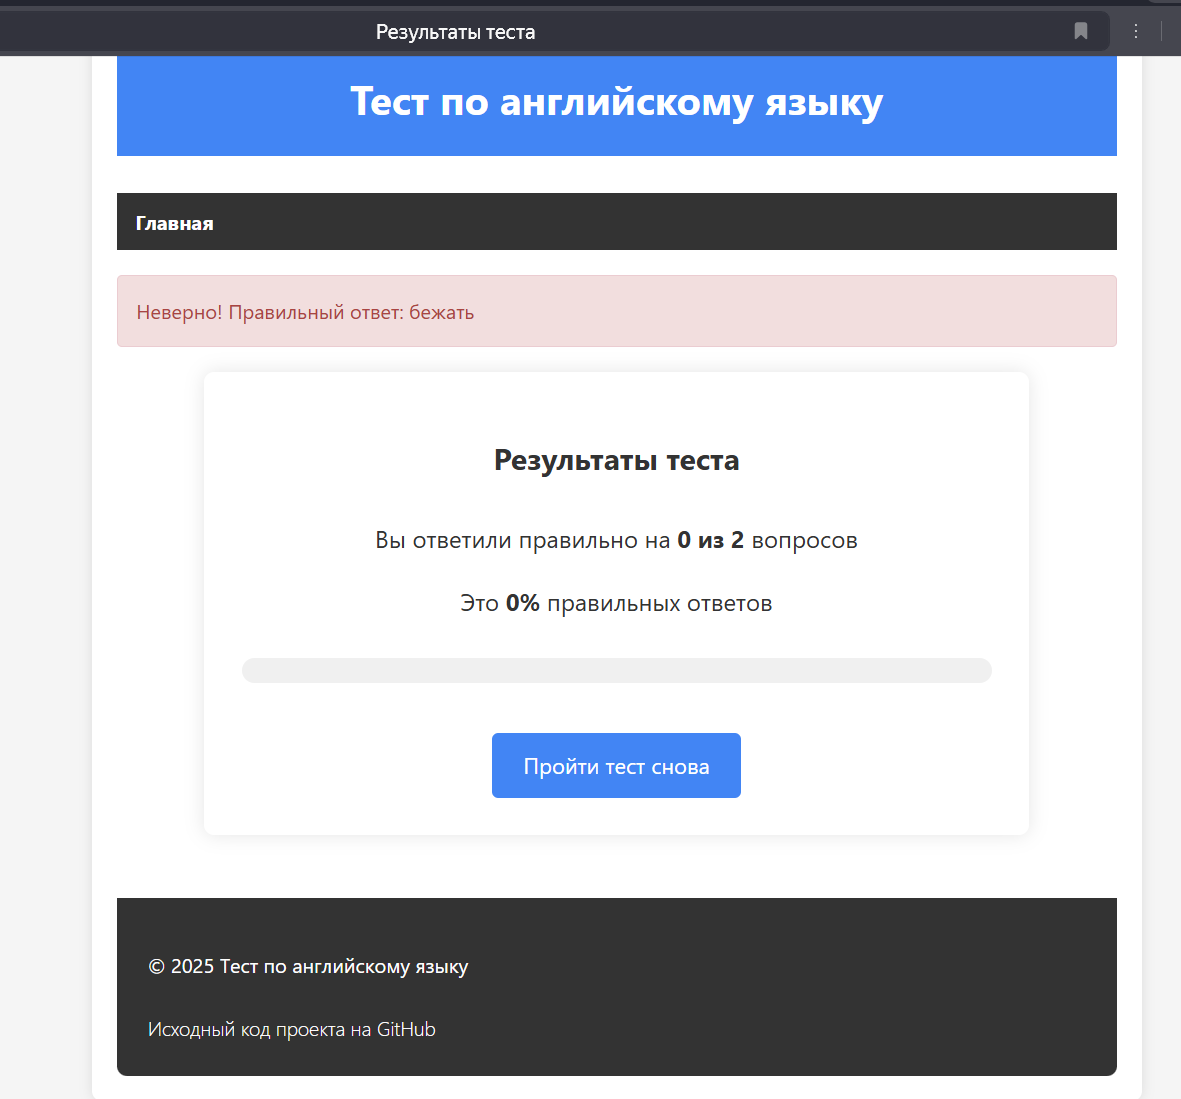 Результаты теста
Тест по английскому языку
Главная
Неверно! Правильный ответ: бежать
Результаты теста
Вы ответили правильно на 0 из 2 вопросов
Это 0% правильных ответов
Пройти тест снова
© 2025 Тест по английскому языку
Исходный код проекта на GitHub